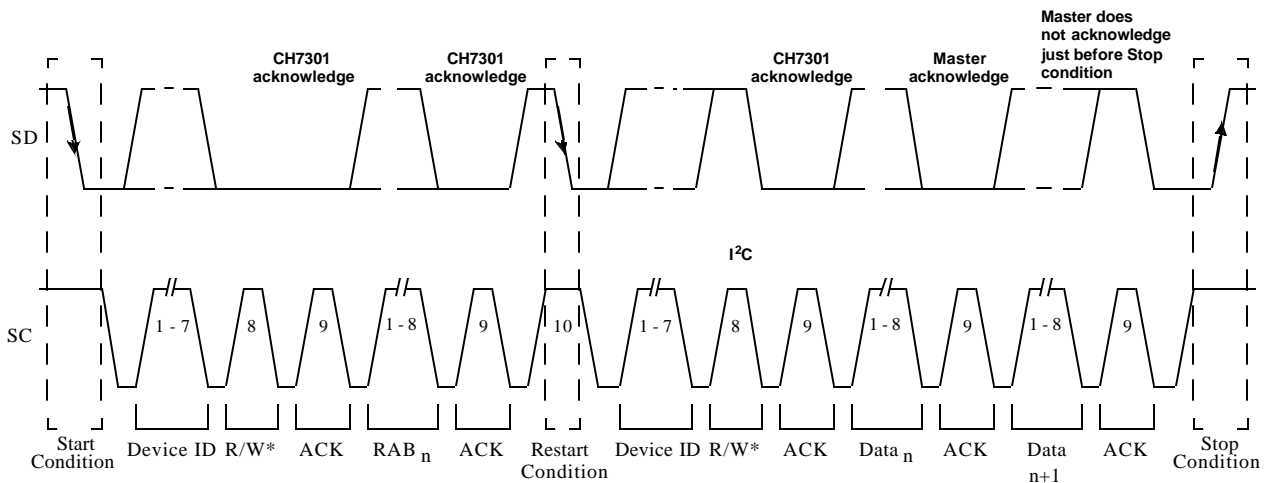 Master does
not acknowledge
just before Stop
condition
CH7301
acknowledge
CH7301
acknowledge
CH7301
acknowledge
Master
acknowledge
SD
I²C
SC
1 - 7
8
9
1 -8
9
10
1 -7
8
9
1-8
9
1-8
9
Start
Condition
Device ID
R/W*
ACK
RAB n
ACK
Restart
Condition
Device ID
R/W*
ACK
Data n
ACK
Data
n+1
ACK
Stop
Condition